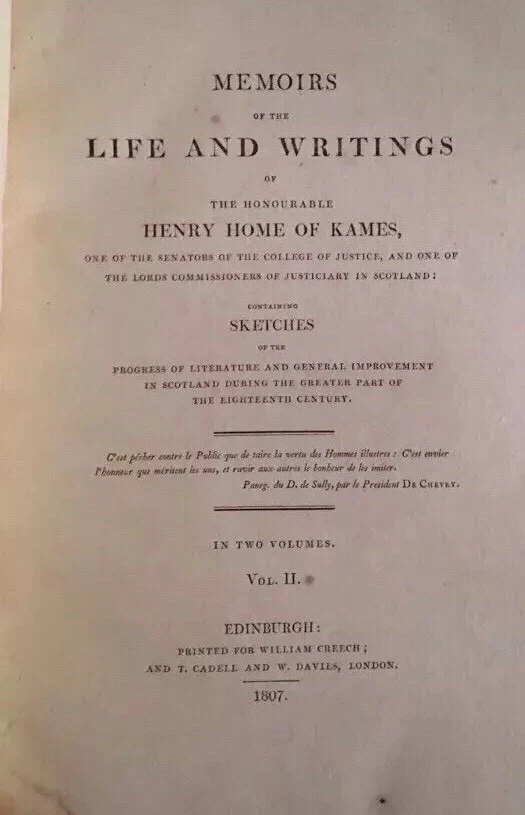 MEMOIRS
OF THE
LIFE AND WRITINGS
OF
THE HONOURABLE
HENRY HOME OF KAMES,
ONE OF THE SENATORS OF THE COLLEGE OF JUSTICE, AND ONE OF
THE LORDS COMMISSIONERS OF JUSTICIARY IN SCOTLAND:
CONTAINING
SKETCHES
OF THE
PROGRESS OF LITERATURE AND GENERAL IMPROVEMENT
IN SCOTLAND DURING THE GREATER PART OF
THE EIGHTEENTH CENTURY.
C'est pécher contre le Public que de taire la vertu des Hommes illustres: C'est envier
l'honneur que méritent les uns, et ravir aux autres le bonheur de les imiter.
Paneg. du D. de Sully, par le President DE CHEVRY.
IN TWO VOLUMES.
VOL. II.
EDINBURGH:
PRINTED FOR WILLIAM CREECH;
AND T. CADELL AND W. DAVIES, LONDON.
1807.